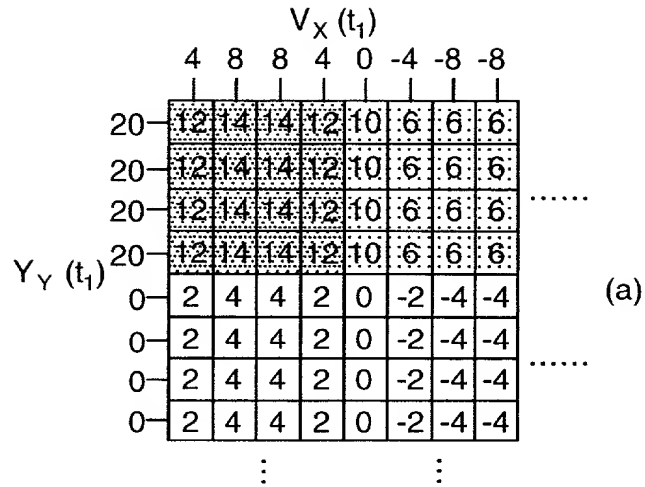 V_X (t_1)
4 8 8 4 0 -4 -8 -8
20 12 14 14 12 10 6 6 6
20 12 14 14 12 10 6 6 6
20 12 14 14 12 10 6 6 6 ......
20 12 14 14 12 10 6 6 6
Y_Y (t_1)
0 2 4 4 2 0 -2 -4 -4 (a)
0 2 4 4 2 0 -2 -4 -4
0 2 4 4 2 0 -2 -4 -4 ......
0 2 4 4 2 0 -2 -4 -4